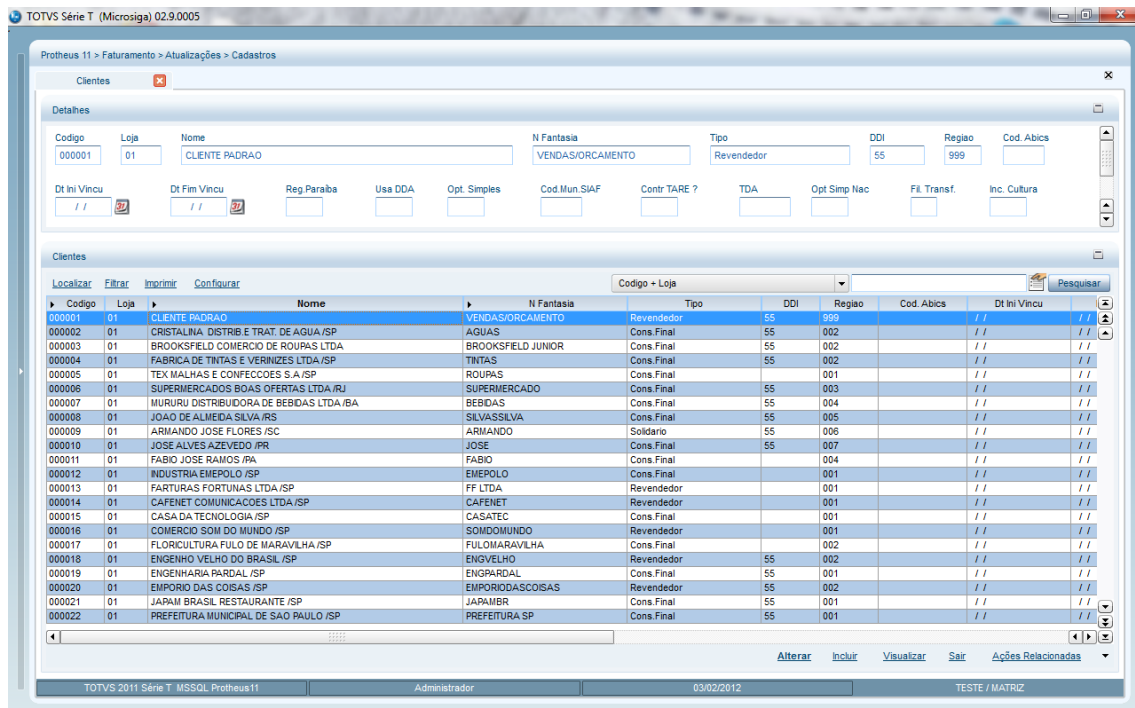 TOTVS Série T (Microsiga) 02.9.0005
Protheus 11 > Faturamento > Atualizações > Cadastros
Clientes
Detalhes
Codigo Loja Nome N Fantasia Tipo DDI Regiao Cod. Abics
000001 01 CLIENTE PADRAO VENDAS/ORCAMENTO Revendedor 55 999
Dt Ini Vincu Dt Fim Vincu Reg.Paraiba Usa DDA Opt. Simples Cod.Mun.SIAF Contr TARE ? TDA Opt Simp Nac Fil. Transf. Inc. Cultura
/ / 31 / / 31
Clientes
Localizar Filtrar Imprimir Configurar Codigo + Loja Pesquisar
Codigo Loja Nome N Fantasia Tipo DDI Regiao Cod. Abics Dt Ini Vincu
000001 01 CLIENTE PADRAO VENDAS/ORCAMENTO Revendedor 55 999 / / / /
000002 01 CRISTALINA DISTRIB.E TRAT. DE AGUA /SP AGUAS Cons.Final 55 002 / / / /
000003 01 BROOKSFIELD COMERCIO DE ROUPAS LTDA BROOKSFIELD JUNIOR Cons.Final 55 002 / / / /
000004 01 FABRICA DE TINTAS E VERINIZES LTDA /SP TINTAS Cons.Final 55 002 / / / /
000005 01 TEX MALHAS E CONFECCOES S.A /SP ROUPAS Cons.Final 001 / / / /
000006 01 SUPERMERCADOS BOAS OFERTAS LTDA /RJ SUPERMERCADO Cons.Final 55 003 / / / /
000007 01 MURURU DISTRIBUIDORA DE BEBIDAS LTDA /BA BEBIDAS Cons.Final 55 004 / / / /
000008 01 JOAO DE ALMEIDA SILVA /RS SILVASSILVA Cons.Final 55 005 / / / /
000009 01 ARMANDO JOSE FLORES /SC ARMANDO Solidario 55 006 / / / /
000010 01 JOSE ALVES AZEVEDO /PR JOSE Cons.Final 55 007 / / / /
000011 01 FABIO JOSE RAMOS /PA FABIO Cons.Final 004 / / / /
000012 01 INDUSTRIA EMEPOLO /SP EMEPOLO Cons.Final 001 / / / /
000013 01 FARTURAS FORTUNAS LTDA /SP FF LTDA Revendedor 001 / / / /
000014 01 CAFENET COMUNICACOES LTDA /SP CAFENET Revendedor 001 / / / /
000015 01 CASA DA TECNOLOGIA /SP CASATEC Cons.Final 001 / / / /
000016 01 COMERCIO SOM DO MUNDO /SP SOMDOMUNDO Revendedor 001 / / / /
000017 01 FLORICULTURA FULO DE MARAVILHA /SP FULOMARAVILHA Cons.Final 002 / / / /
000018 01 ENGENHO VELHO DO BRASIL /SP ENGVELHO Revendedor 55 002 / / / /
000019 01 ENGENHARIA PARDAL /SP ENGPARDAL Cons.Final 55 001 / / / /
000020 01 EMPORIO DAS COISAS /SP EMPORIODASCOISAS Revendedor 55 002 / / / /
000021 01 JAPAM BRASIL RESTAURANTE /SP JAPAMBR Cons.Final 55 001 / / / /
000022 01 PREFEITURA MUNICIPAL DE SAO PAULO /SP PREFEITURA SP Cons.Final 55 001 / / / /
Alterar Incluir Visualizar Sair Ações Relacionadas
TOTVS 2011 Série T MSSQL Protheus11 Administrador 03/02/2012 TESTE / MATRIZ